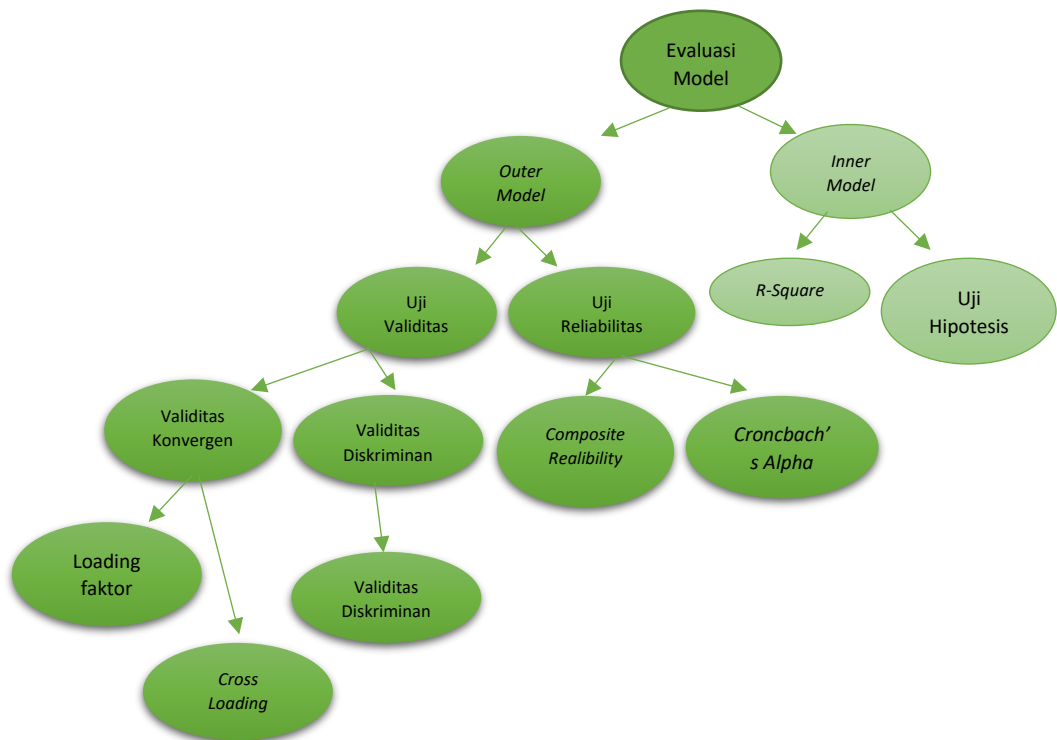 Evaluasi
Model
Outer
Model
Inner
Model
R-Square
Uji
Hipotesis
Uji
Validitas
Uji
Reliabilitas
Validitas
Konvergen
Validitas
Diskriminan
Composite
Realibility
Croncbach’
s Alpha
Loading
faktor
Validitas
Diskriminan
Cross
Loading